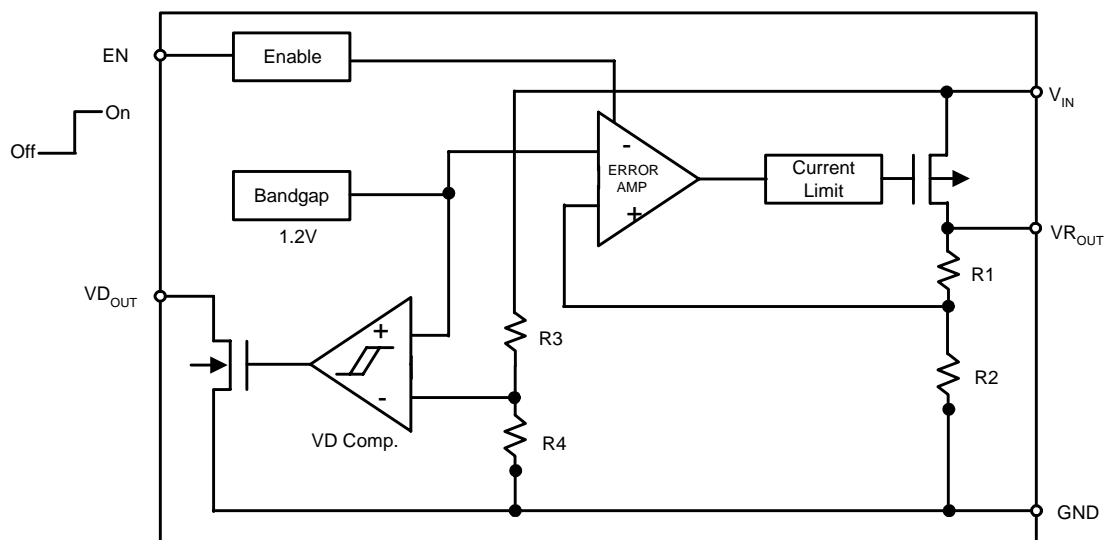 EN
Enable
V_IN
On
Off
-
ERROR
AMP
+
Current
Limit
Bandgap
1.2V
VR_OUT
R1
VD_OUT
+
R3
R2
-
R4
VD Comp.
GND